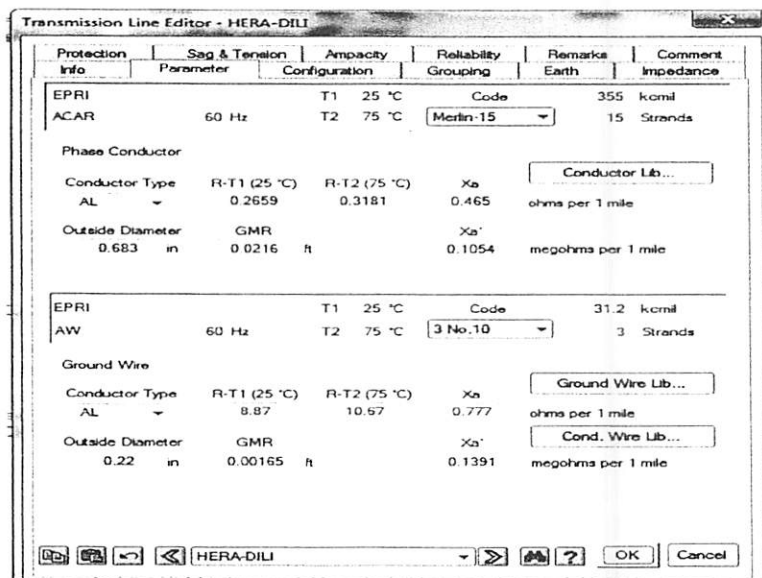 Transmission Line Editor - HERA-DILI
Protection Sag & Tension Ampacity Reliability Remarks Comment
Info Parameter Configuration Grouping Earth Impedance
EPRI T1 25 °C Code 355 kcmil
ACAR 60 Hz T2 75 °C Merlin-15 15 Strands
Phase Conductor
Conductor Lib...
Conductor Type R-T1 (25 °C) R-T2 (75 °C) Xa
AL 0.2659 0.3181 0.465 ohms per 1 mile
Outside Diameter GMR Xa'
0.683 in 0.0216 ft 0.1054 megohms per 1 mile
EPRI T1 25 °C Code 31.2 kcmil
AW 60 Hz T2 75 °C 3 No.10 3 Strands
Ground Wire
Ground Wire Lib...
Conductor Type R-T1 (25 °C) R-T2 (75 °C) Xa
AL 8.87 10.67 0.777 ohms per 1 mile
Outside Diameter GMR Xa' Cond. Wire Lib...
0.22 in 0.00165 ft 0.1391 megohms per 1 mile
HERA-DILI ? OK Cancel